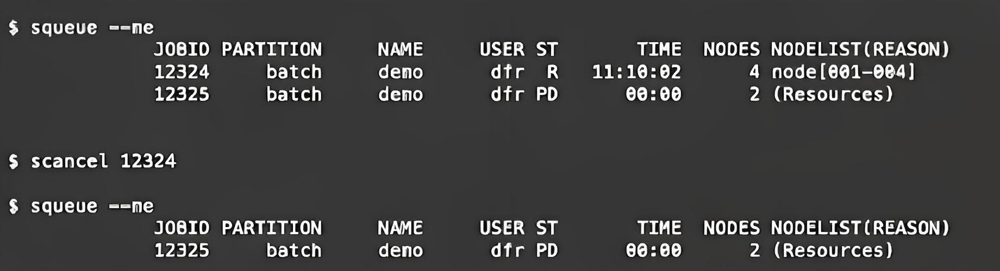 $ squeue --me
JOBID PARTITION NAME USER ST TIME NODES NODELIST(REASON)
12324 batch demo dfr R 11:10:02 4 node[001-004]
12325 batch demo dfr PD 00:00 2 (Resources)
$ scancel 12324
$ squeue --me
JOBID PARTITION NAME USER ST TIME NODES NODELIST(REASON)
12325 batch demo dfr PD 00:00 2 (Resources)